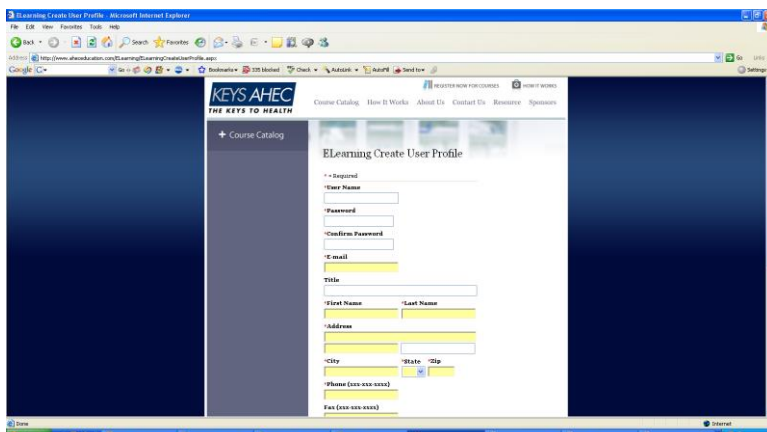 ELearning Create User Profile - Microsoft Internet Explorer
File Edit View Favorites Tools Help
Back Search Favorites
Address http://www.aheceducation.com/ELearning/ElearningCreateUserProfile.aspx Go Links
Google Go Bookmarks 335 blocked Check AutoLink AutoFill Send to Settings
REGISTER NOW FOR COURSES HOW IT WORKS
KEYS AHEC
THE KEYS TO HEALTH
Course Catalog How It Works About Us Contact Us Resource Sponsors
+ Course Catalog
ELearning Create User Profile
* = Required
*User Name
*Password
*Confirm Password
*E-mail
Title
*First Name *Last Name
*Address
*City *State *Zip
*Phone (xxx-xxx-xxxx)
Fax (xxx-xxx-xxxx)
Done Internet